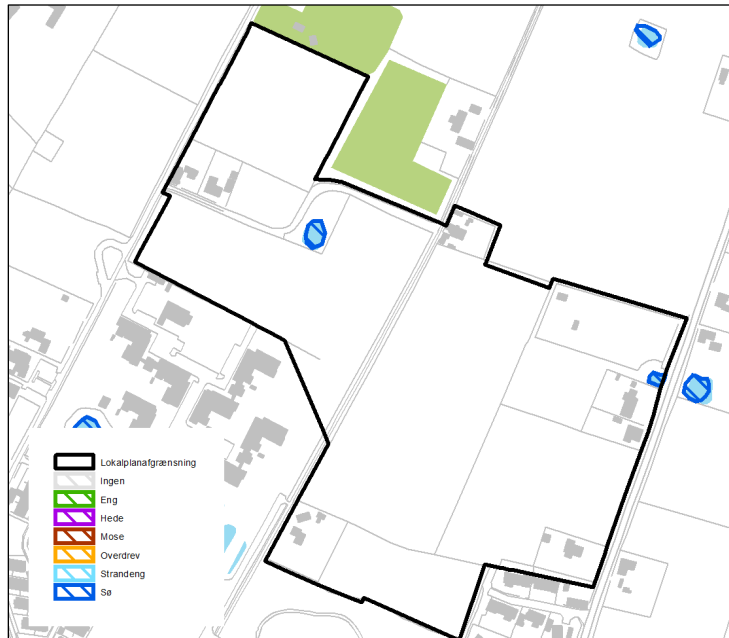 Lokalplanafgrænsning
Ingen
Eng
Hede
Mose
Overdrev
Strandeng
Sø